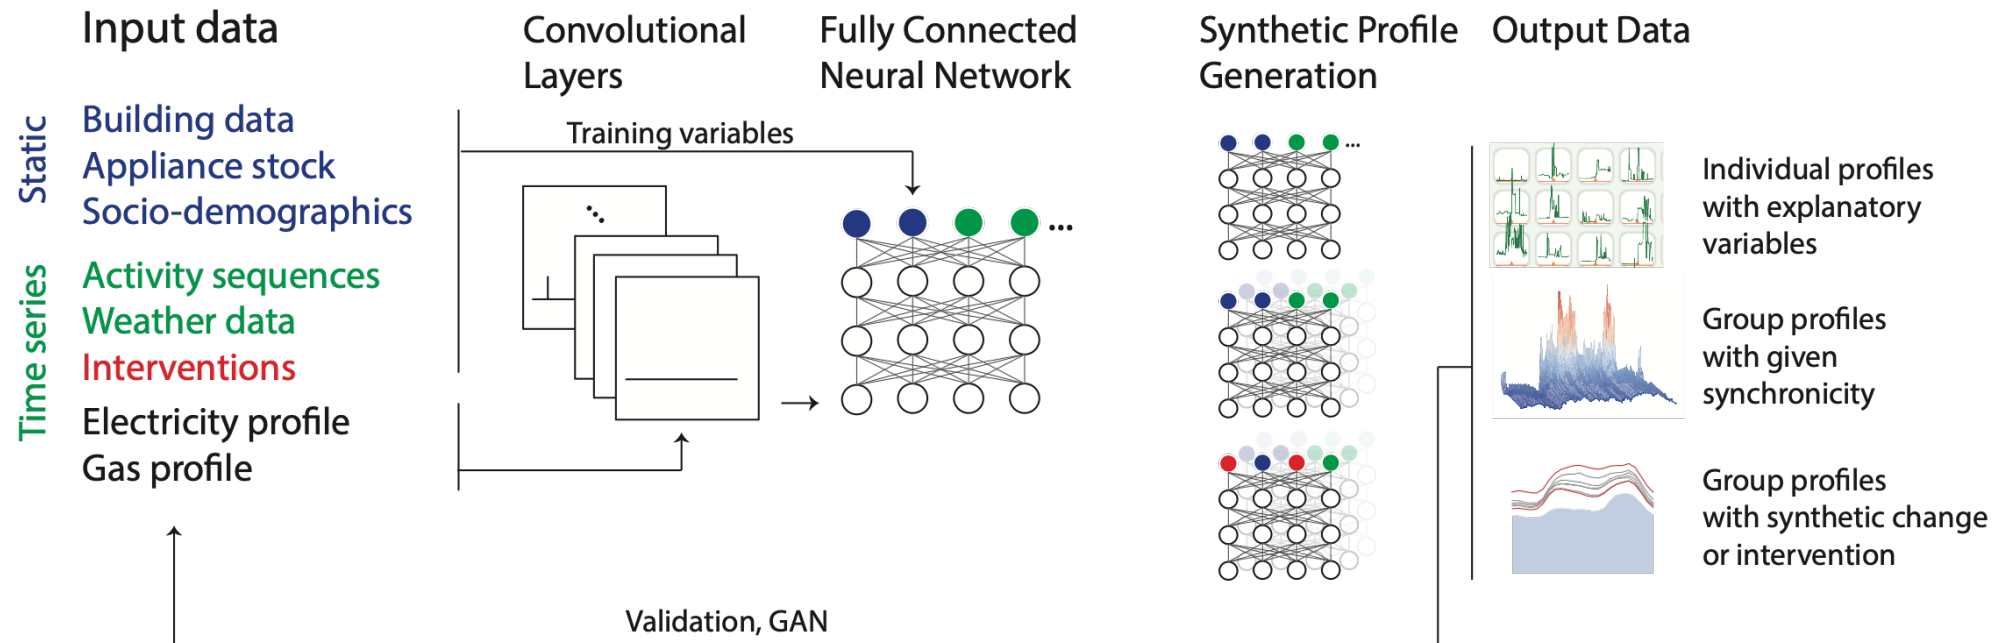 Input data
Convolutional
Layers
Fully Connected
Neural Network
Synthetic Profile
Generation
Output Data
Static
Building data
Appliance stock
Socio-demographics
Time series
Activity sequences
Weather data
Interventions
Electricity profile
Gas profile
Training variables
...
...
Individual profiles
with explanatory
variables
Group profiles
with given
synchronicity
Group profiles
with synthetic change
or intervention
Validation, GAN